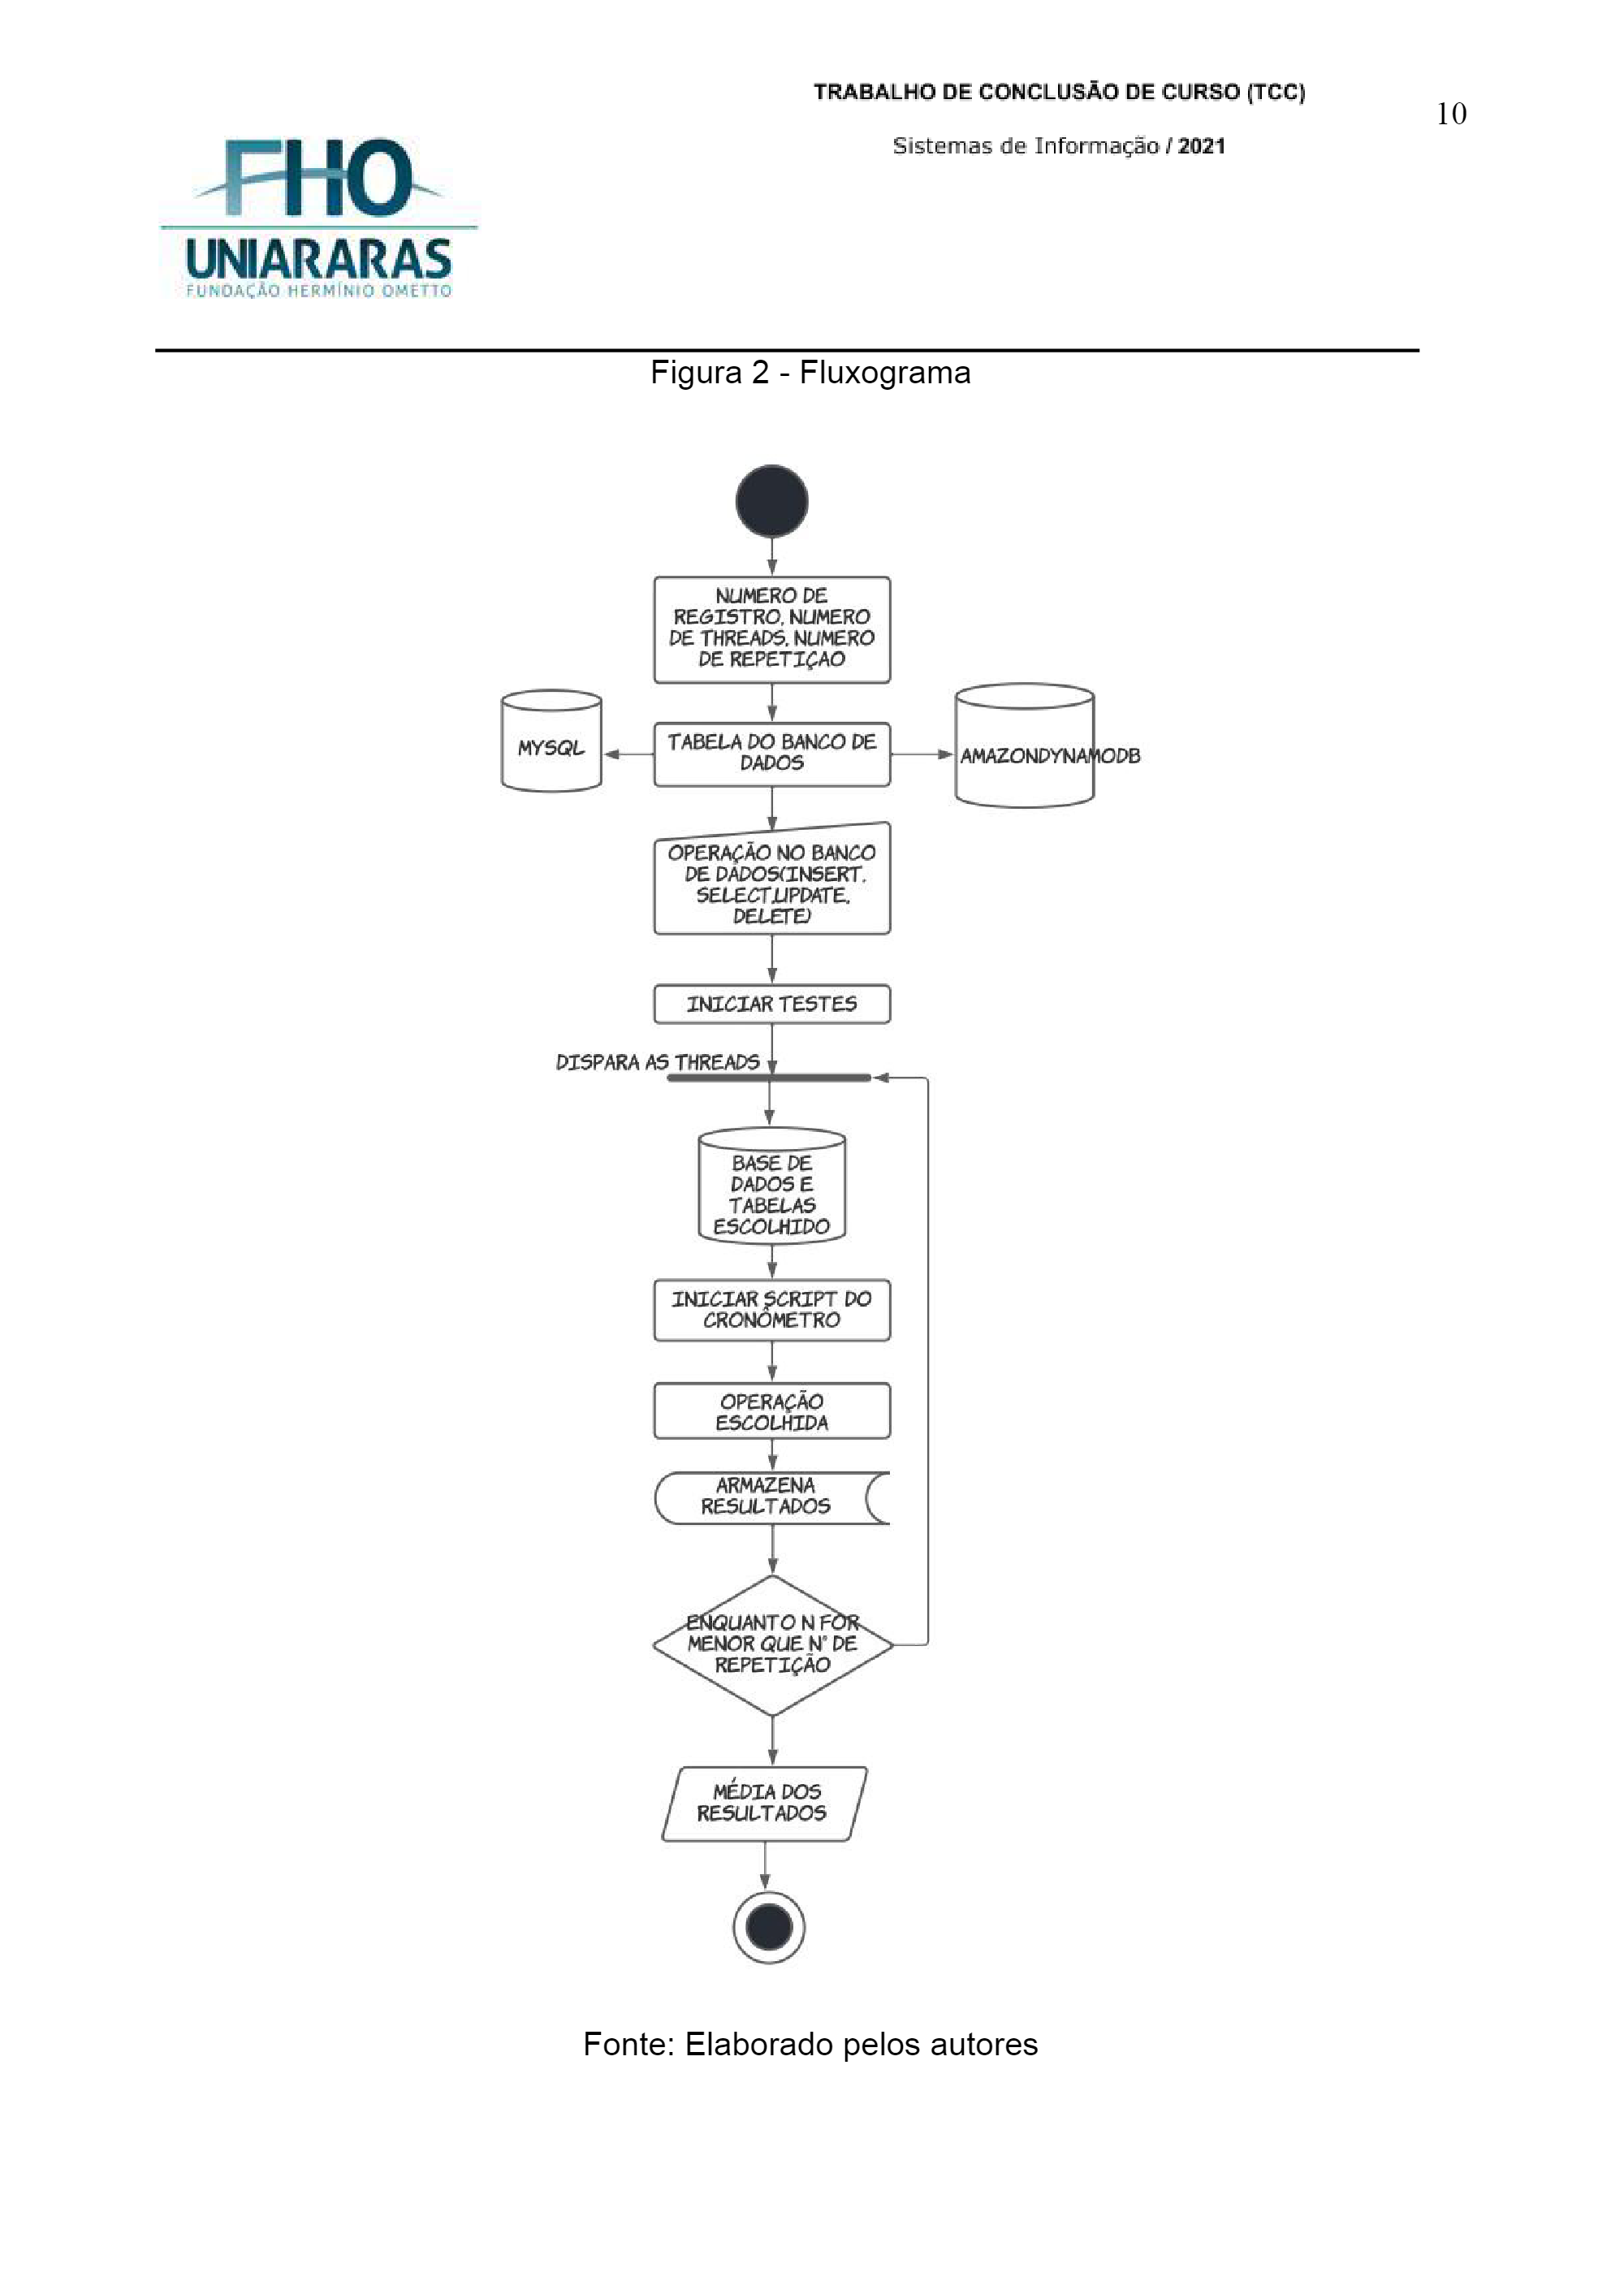 TRABALHO DE CONCLUSÃO DE CURSO (TCC)
10
Sistemas de Informação / 2021
FHO
UNIARARAS
FUNDAÇÃO HERMÍNIO OMETTO
Figura 2 - Fluxograma
NUMERO DE
REGISTRO, NUMERO
DE THREADS, NUMERO
DE REPETIÇAO
MYSQL
TABELA DO BANCO DE
DADOS
AMAZONDYNAMODB
OPERAÇÃO NO BANCO
DE DADOS(INSERT,
SELECT,UPDATE,
DELETE)
INICIAR TESTES
DISPARA AS THREADS
BASE DE
DADOS E
TABELAS
ESCOLHIDO
INICIAR SCRIPT DO
CRONÔMETRO
OPERAÇÃO
ESCOLHIDA
ARMAZENA
RESULTADOS
ENQUANTO N FOR
MENOR QUE N° DE
REPETIÇÃO
MÉDIA DOS
RESULTADOS
Fonte: Elaborado pelos autores